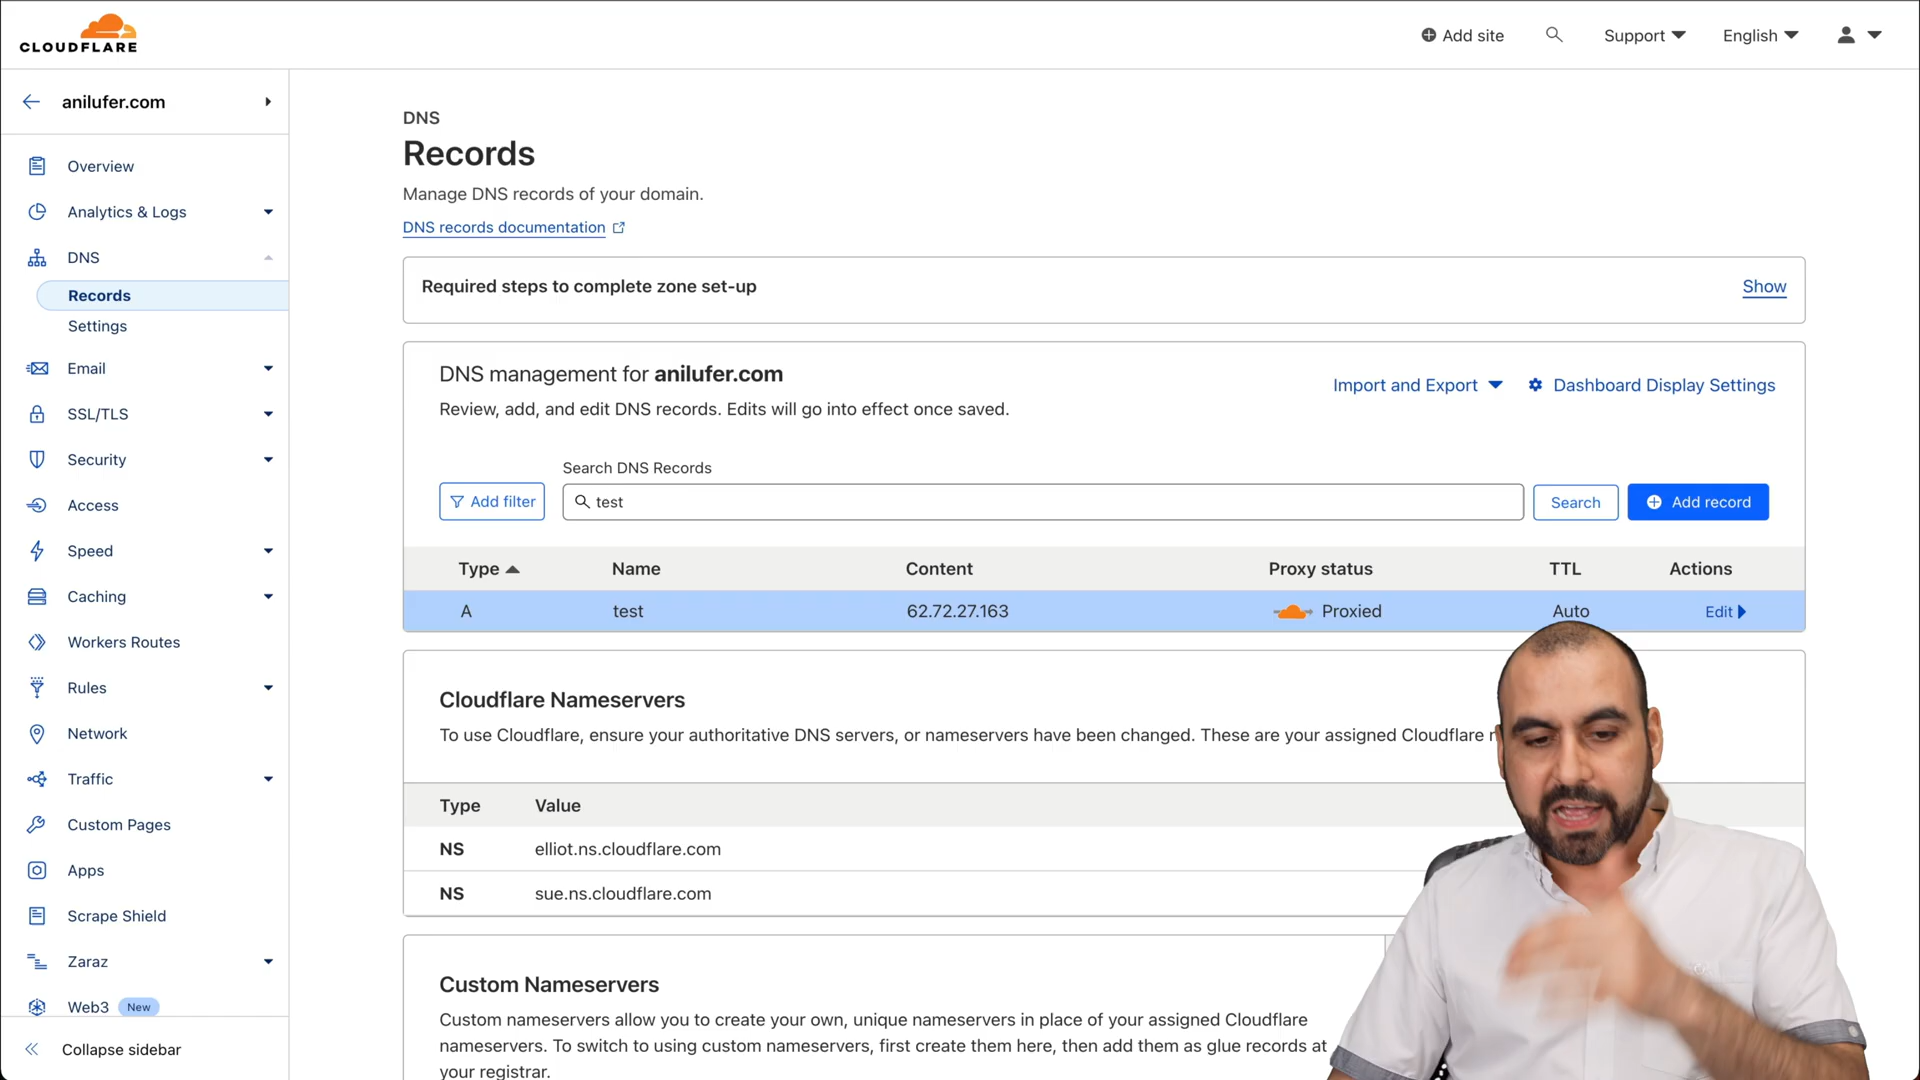 CLOUDFLARE
Add site
Support
English
anilufer.com
Overview
Analytics & Logs
DNS
Records
Settings
Email
SSL/TLS
Security
Access
Speed
Caching
Workers Routes
Rules
Network
Traffic
Custom Pages
Apps
Scrape Shield
Zaraz
Web3 New
Collapse sidebar
DNS
Records
Manage DNS records of your domain.
DNS records documentation
Required steps to complete zone set-up
Show
DNS management for anilufer.com
Review, add, and edit DNS records. Edits will go into effect once saved.
Import and Export
Dashboard Display Settings
Search DNS Records
Add filter
test
Search
Add record
Type Name Content Proxy status TTL Actions
A test 62.72.27.163 Proxied Auto Edit
Cloudflare Nameservers
To use Cloudflare, ensure your authoritative DNS servers, or nameservers have been changed. These are your assigned Cloudflare
Type Value
NS elliot.ns.cloudflare.com
NS sue.ns.cloudflare.com
Custom Nameservers
Custom nameservers allow you to create your own, unique nameservers in place of your assigned Cloudflare
nameservers. To switch to using custom nameservers, first create them here, then add them as glue records at
your registrar.